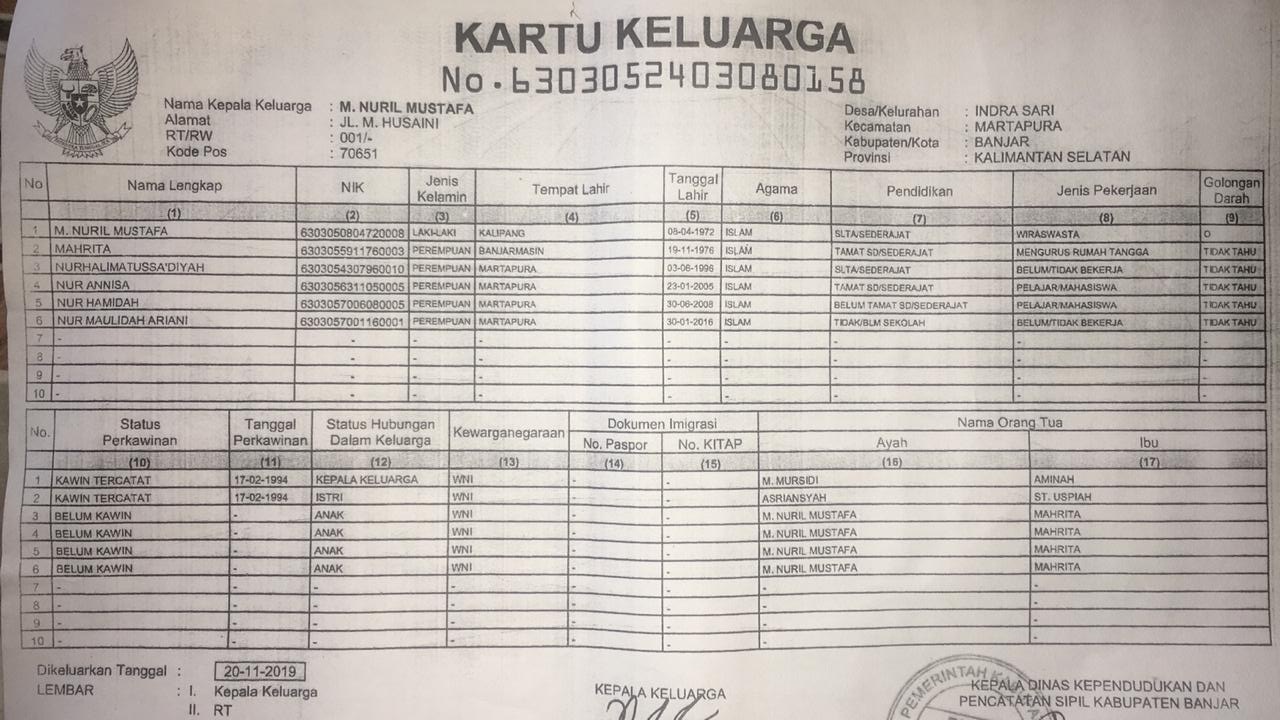 KARTU KELUARGA
No. 6303052403080158
Nama Kepala Keluarga : M. NURIL MUSTAFA
Alamat : JL. M. HUSAINI
RT/RW : 001/-
Kode Pos : 70651
Desa/Kelurahan : INDRA SARI
Kecamatan : MARTAPURA
Kabupaten/Kota : BANJAR
Provinsi : KALIMANTAN SELATAN
No Nama Lengkap NIK Jenis Kelamin Tempat Lahir Tanggal Lahir Agama Pendidikan Jenis Pekerjaan Golongan Darah
(1) (2) (3) (4) (5) (6) (7) (8) (9)
1 M. NURIL MUSTAFA 6303050804720008 LAKI-LAKI KALIPANG 08-04-1972 ISLAM SLTA/SEDERAJAT WIRASWASTA O
2 MAHRITA 6303055911760003 PEREMPUAN BANJARMASIN 19-11-1976 ISLAM TAMAT SD/SEDERAJAT MENGURUS RUMAH TANGGA TIDAK TAHU
3 NURHALIMATUSSA'DIYAH 6303054307960010 PEREMPUAN MARTAPURA 03-06-1996 ISLAM SLTA/SEDERAJAT BELUM/TIDAK BEKERJA TIDAK TAHU
4 NUR ANNISA 6303056311050005 PEREMPUAN MARTAPURA 23-01-2005 ISLAM TAMAT SD/SEDERAJAT PELAJAR/MAHASISWA TIDAK TAHU
5 NUR HAMIDAH 6303057006080005 PEREMPUAN MARTAPURA 30-06-2008 ISLAM BELUM TAMAT SD/SEDERAJAT PELAJAR/MAHASISWA TIDAK TAHU
6 NUR MAULIDAH ARIANI 6303057001160001 PEREMPUAN MARTAPURA 30-01-2016 ISLAM TIDAK/BLM SEKOLAH BELUM/TIDAK BEKERJA TIDAK TAHU
7 - - - - - - - - -
8 - - - - - - - - -
9 - - - - - - - - -
10 - - - - - - - - -
No. Status Perkawinan Tanggal Perkawinan Status Hubungan Dalam Keluarga Kewarganegaraan Dokumen Imigrasi Nama Orang Tua
No. Paspor No. KITAP Ayah Ibu
(10) (11) (12) (13) (14) (15) (16) (17)
1 KAWIN TERCATAT 17-02-1994 KEPALA KELUARGA WNI - - M. MURSIDI AMINAH
2 KAWIN TERCATAT 17-02-1994 ISTRI WNI - - ASRIANSYAH ST. USPIAH
3 BELUM KAWIN - ANAK WNI - - M. NURIL MUSTAFA MAHRITA
4 BELUM KAWIN - ANAK WNI - - M. NURIL MUSTAFA MAHRITA
5 BELUM KAWIN - ANAK WNI - - M. NURIL MUSTAFA MAHRITA
6 BELUM KAWIN - ANAK WNI - - M. NURIL MUSTAFA MAHRITA
7 - - - - - - - -
8 - - - - - - - -
9 - - - - - - - -
10 - - - - - - - -
Dikeluarkan Tanggal : 20-11-2019
LEMBAR : I. Kepala Keluarga
II. RT
KEPALA KELUARGA
PEMERINTAH
KEPALA DINAS KEPENDUDUKAN DAN
PENCATATAN SIPIL KABUPATEN BANJAR